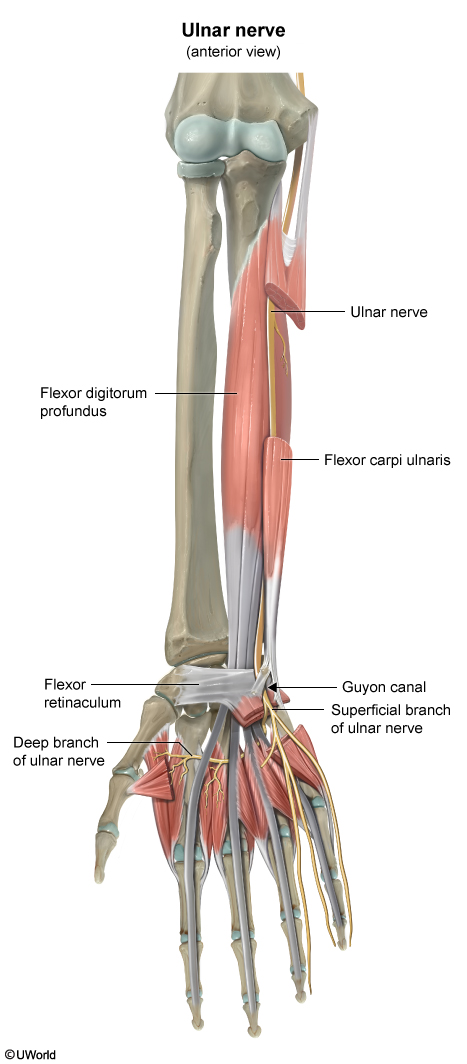 Ulnar nerve
(anterior view)
Ulnar nerve
Flexor digitorum
profundus
Flexor carpi ulnaris
Flexor
retinaculum
Guyon canal
Superficial branch
of ulnar nerve
Deep branch
of ulnar nerve
©UWorld